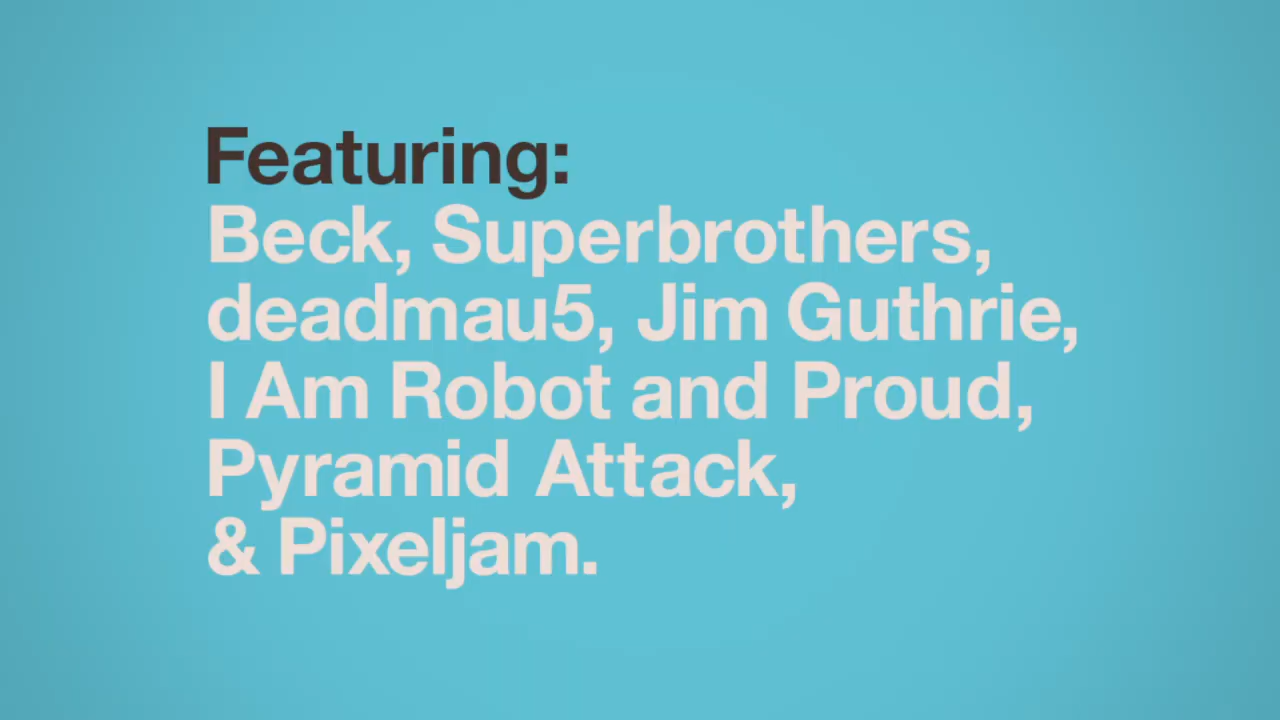 Featuring:
Beck, Superbrothers,
deadmau5, Jim Guthrie,
I Am Robot and Proud,
Pyramid Attack,
& Pixeljam.